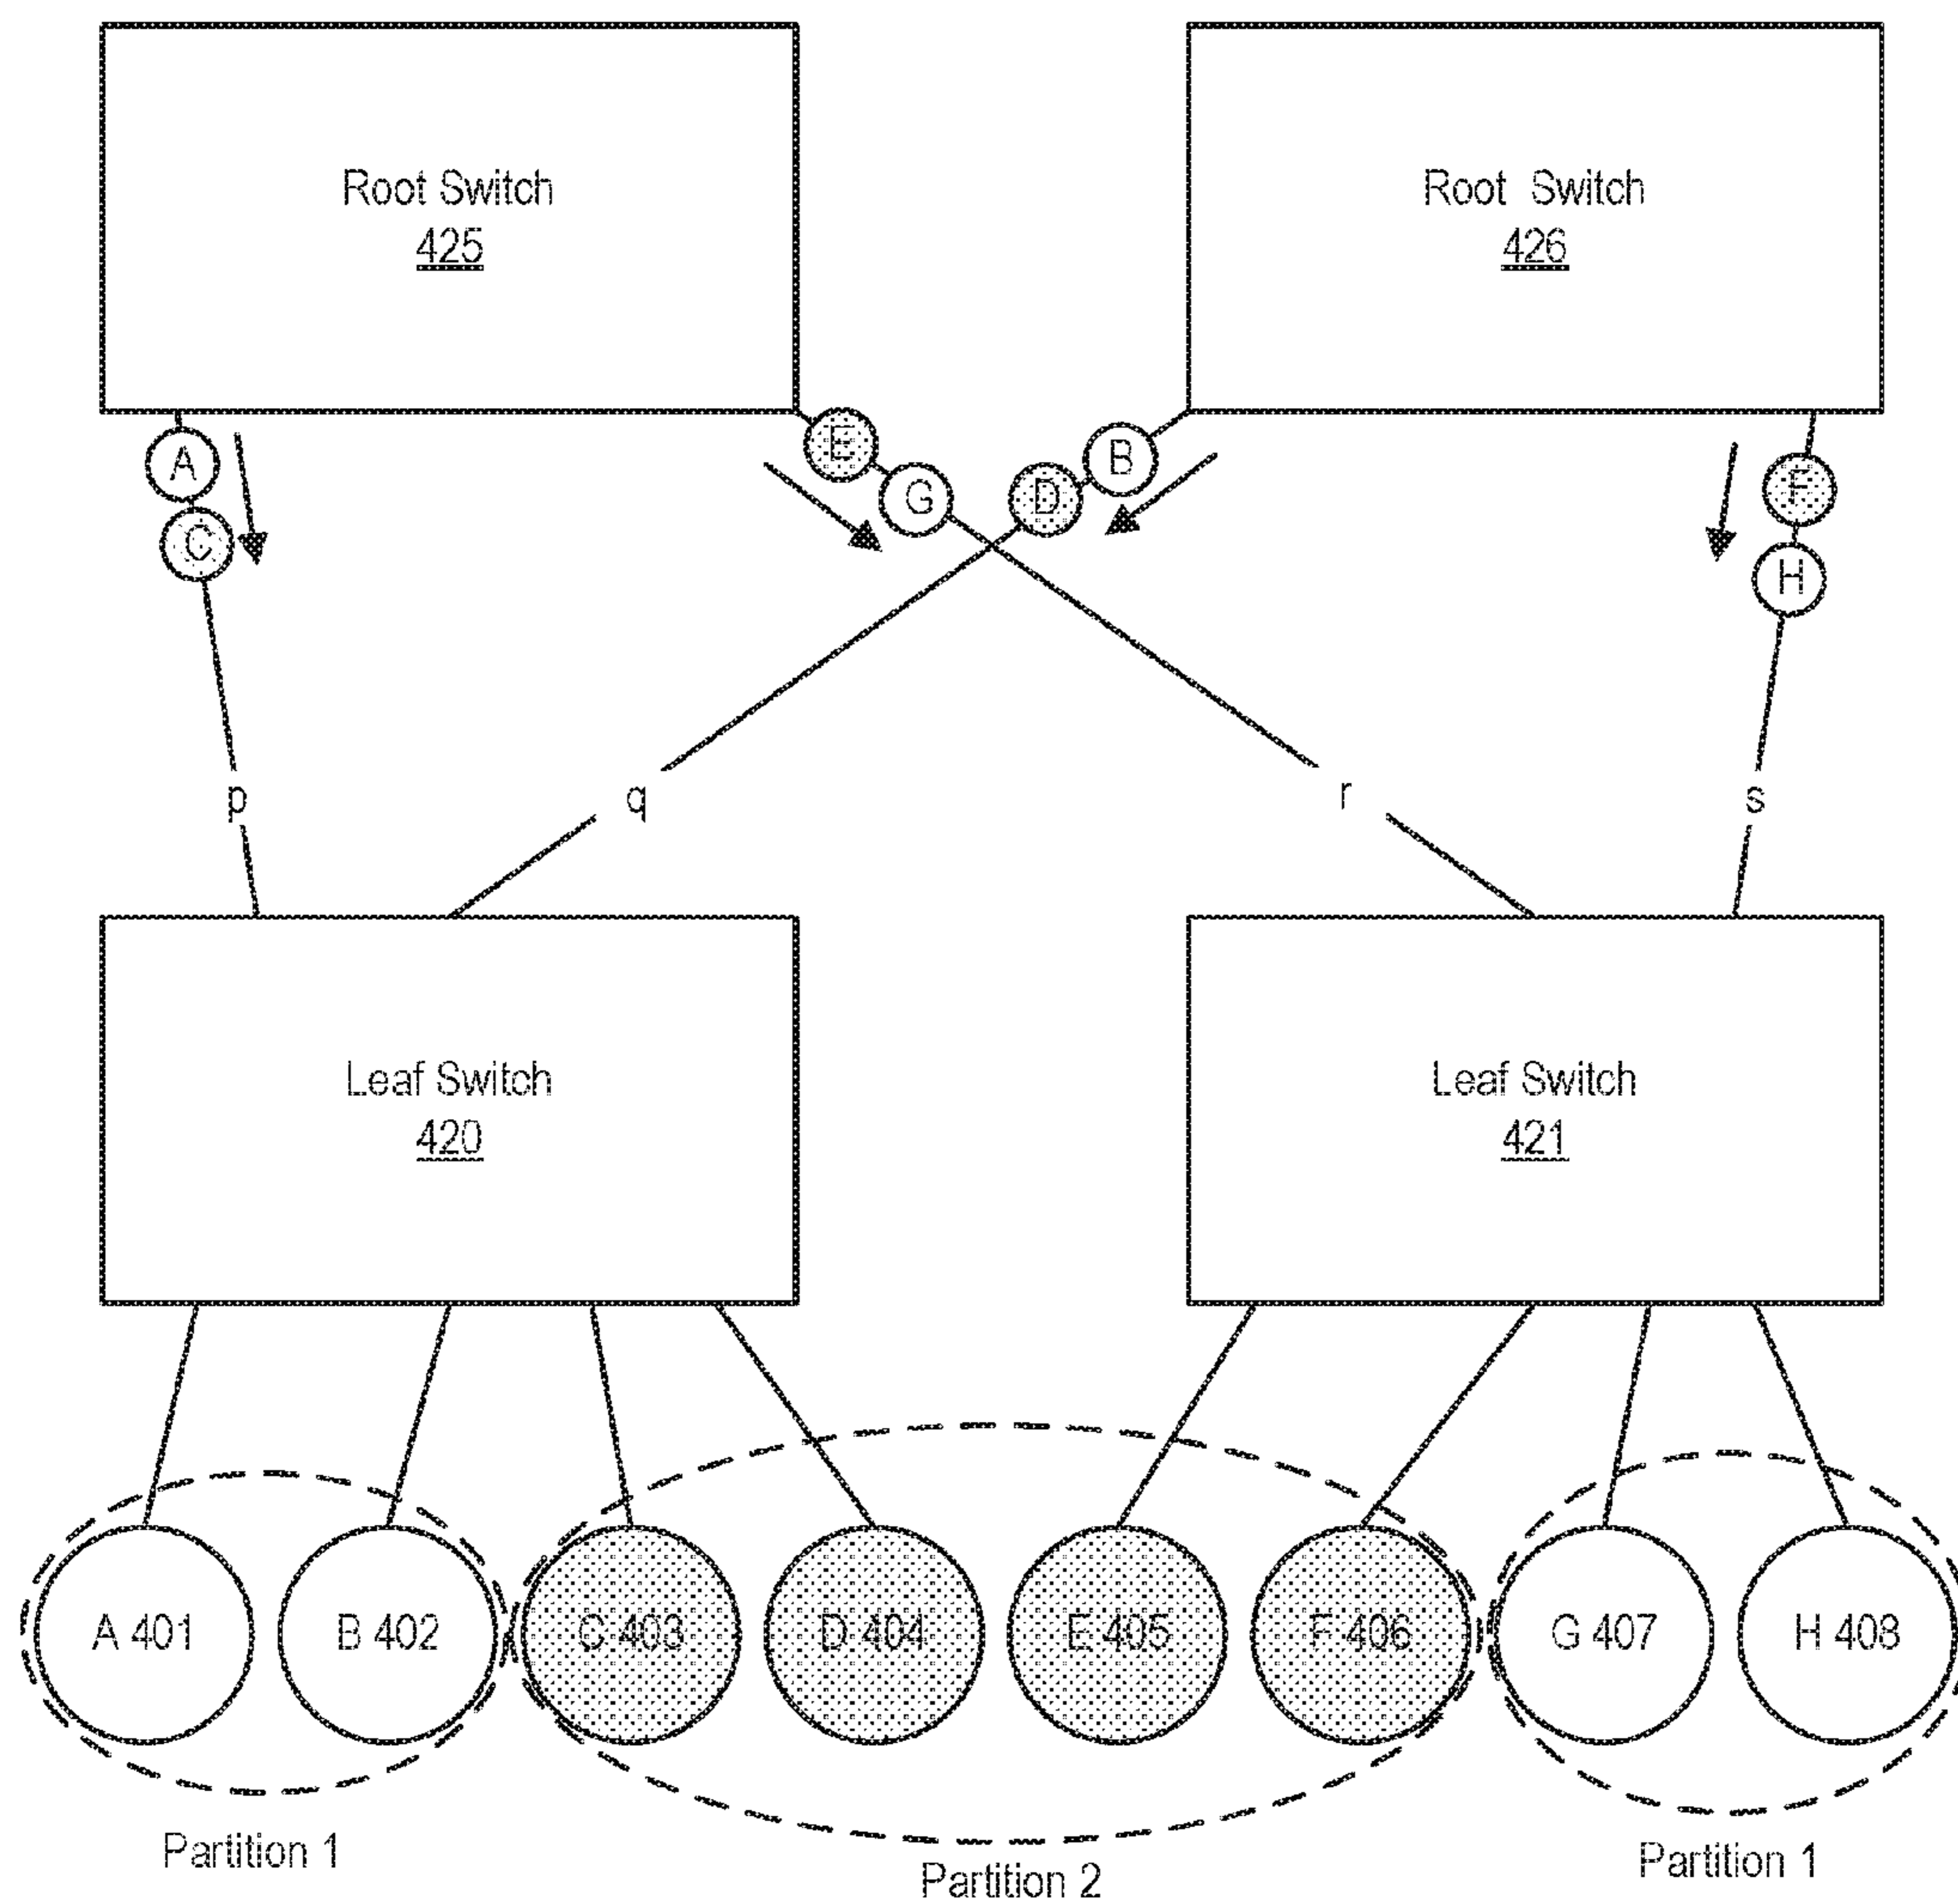 Root Switch
425
Root Switch
426
A
C
E
G
D
B
F
H
p
q
r
s
Leaf Switch
420
Leaf Switch
421
A 401
B 402
C 403
D 404
E 405
F 406
G 407
H 408
Partition 1
Partition 2
Partition 1